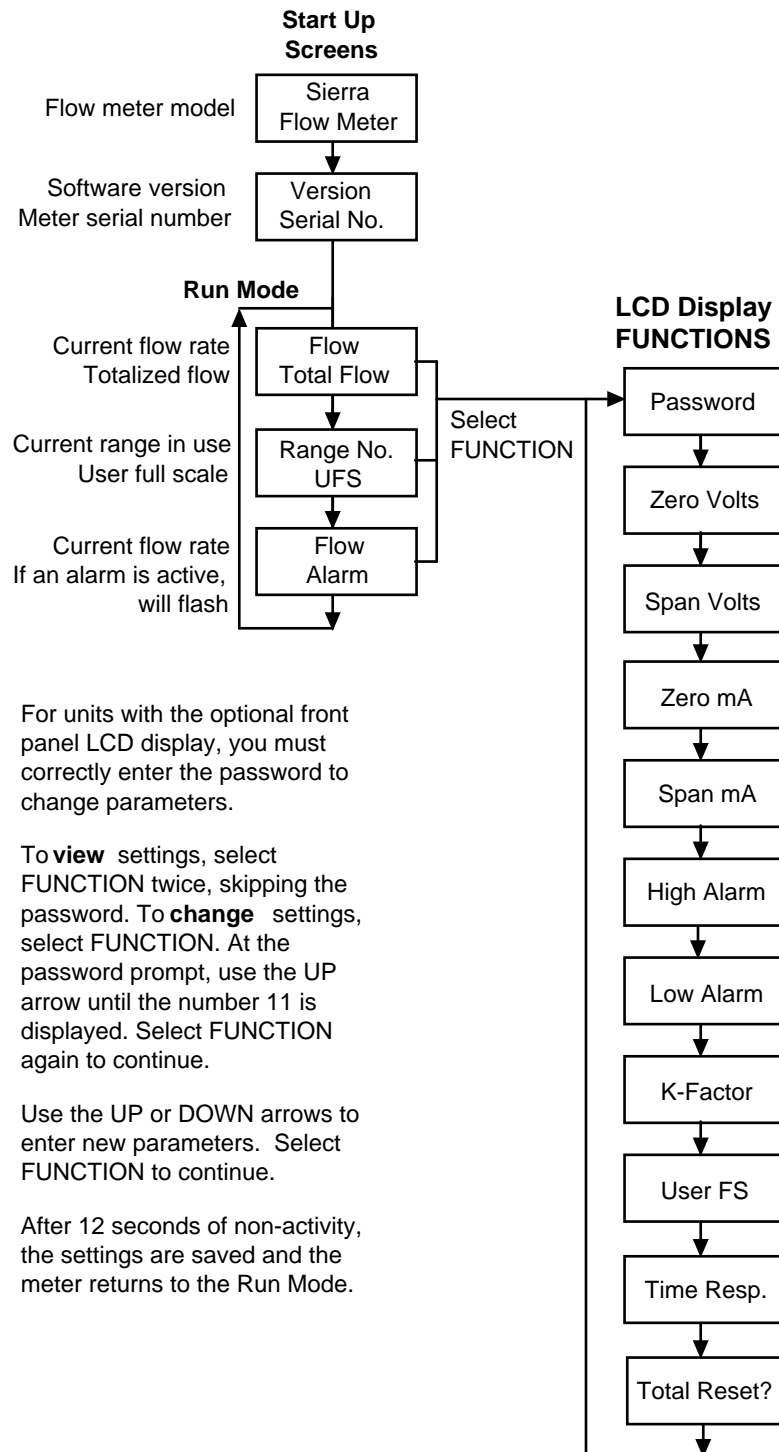 Start Up
Screens
Flow meter model
Sierra
Flow Meter
Software version
Meter serial number
Version
Serial No.
Run Mode
Current flow rate
Totalized flow
Flow
Total Flow
Current range in use
User full scale
Range No.
UFS
Current flow rate
If an alarm is active,
will flash
Flow
Alarm
Select
FUNCTION
LCD Display
FUNCTIONS
Password
Zero Volts
Span Volts
Zero mA
Span mA
High Alarm
Low Alarm
K-Factor
User FS
Time Resp.
Total Reset?
For units with the optional front
panel LCD display, you must
correctly enter the password to
change parameters.
To view settings, select
FUNCTION twice, skipping the
password. To change settings,
select FUNCTION. At the
password prompt, use the UP
arrow until the number 11 is
displayed. Select FUNCTION
again to continue.
Use the UP or DOWN arrows to
enter new parameters. Select
FUNCTION to continue.
After 12 seconds of non-activity,
the settings are saved and the
meter returns to the Run Mode.